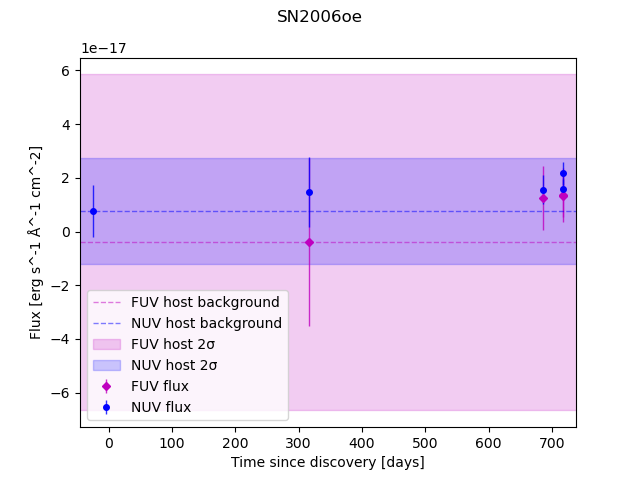 SN2006oe
1e−17
6
4
2
0
−2
−4
−6
Flux [erg s^-1 Å^-1 cm^-2]
FUV host background
NUV host background
FUV host 2σ
NUV host 2σ
FUV flux
NUV flux
0 100 200 300 400 500 600 700
Time since discovery [days]